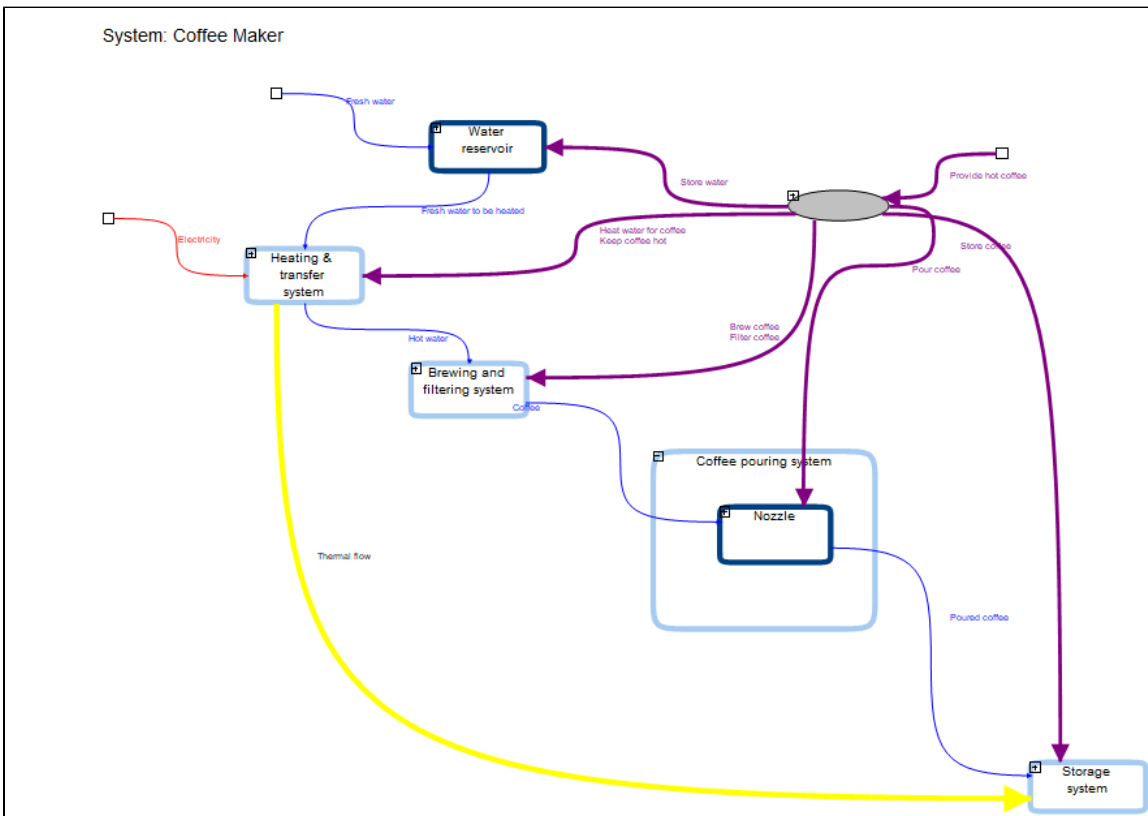 System: Coffee Maker
Fresh water
Water
reservoir
Provide hot coffee
Store water
Fresh water to be heated
Electricity
Heat water for coffee
Keep coffee hot
Store coffee
Heating &
transfer
system
Pour coffee
Brew coffee
Filter coffee
Hot water
Brewing and
filtering system
Coffee
Coffee pouring system
Nozzle
Thermal flow
Poured coffee
Storage
system